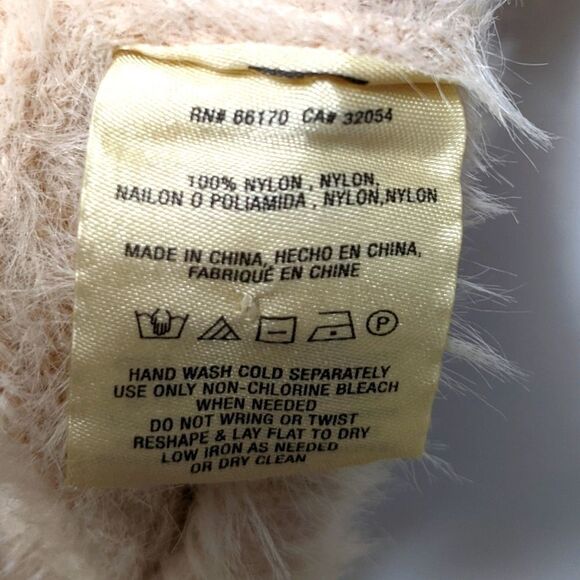 RN# 66170 CA# 32054
100% NYLON , NYLON,
NAILON O POLIAMIDA , NYLON,NYLON
MADE IN CHINA, HECHO EN CHINA,
FABRIQUÉ EN CHINE
P
HAND WASH COLD SEPARATELY
USE ONLY NON-CHLORINE BLEACH
WHEN NEEDED
DO NOT WRING OR TWIST
RESHAPE & LAY FLAT TO DRY
LOW IRON AS NEEDED
OR DRY CLEAN